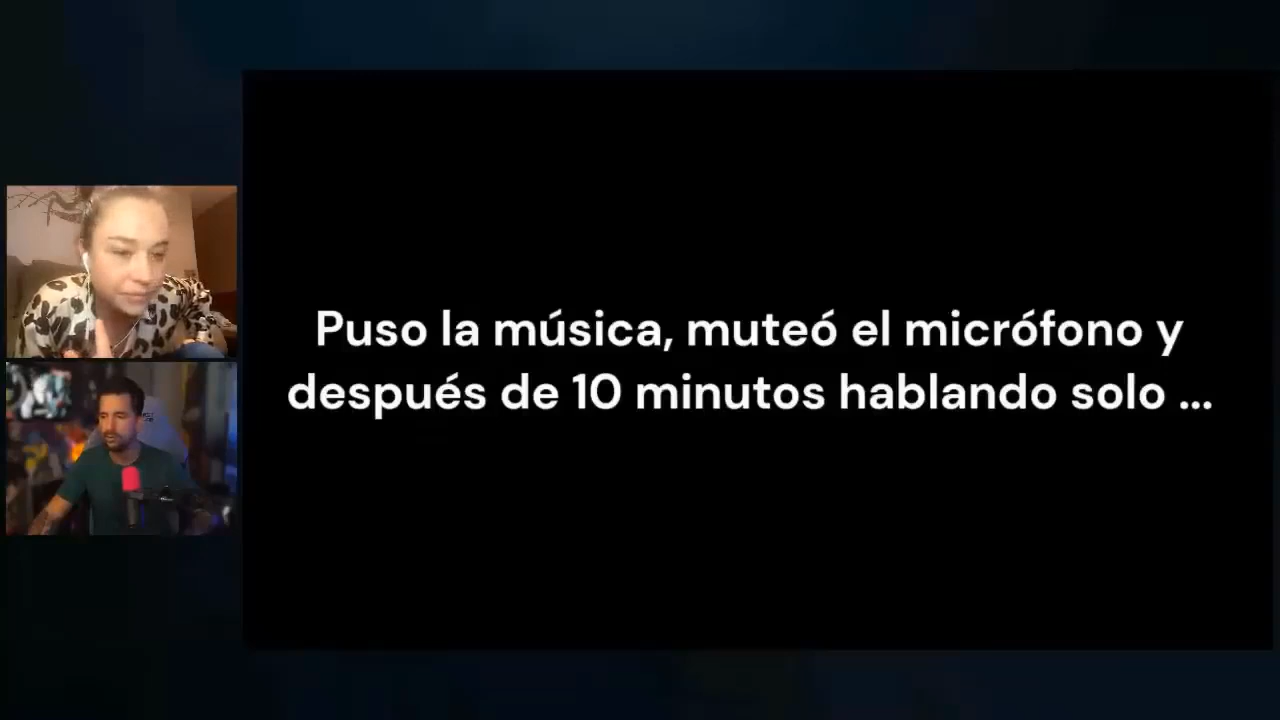 Puso la música, muteó el micrófono y
después de 10 minutos hablando solo ...